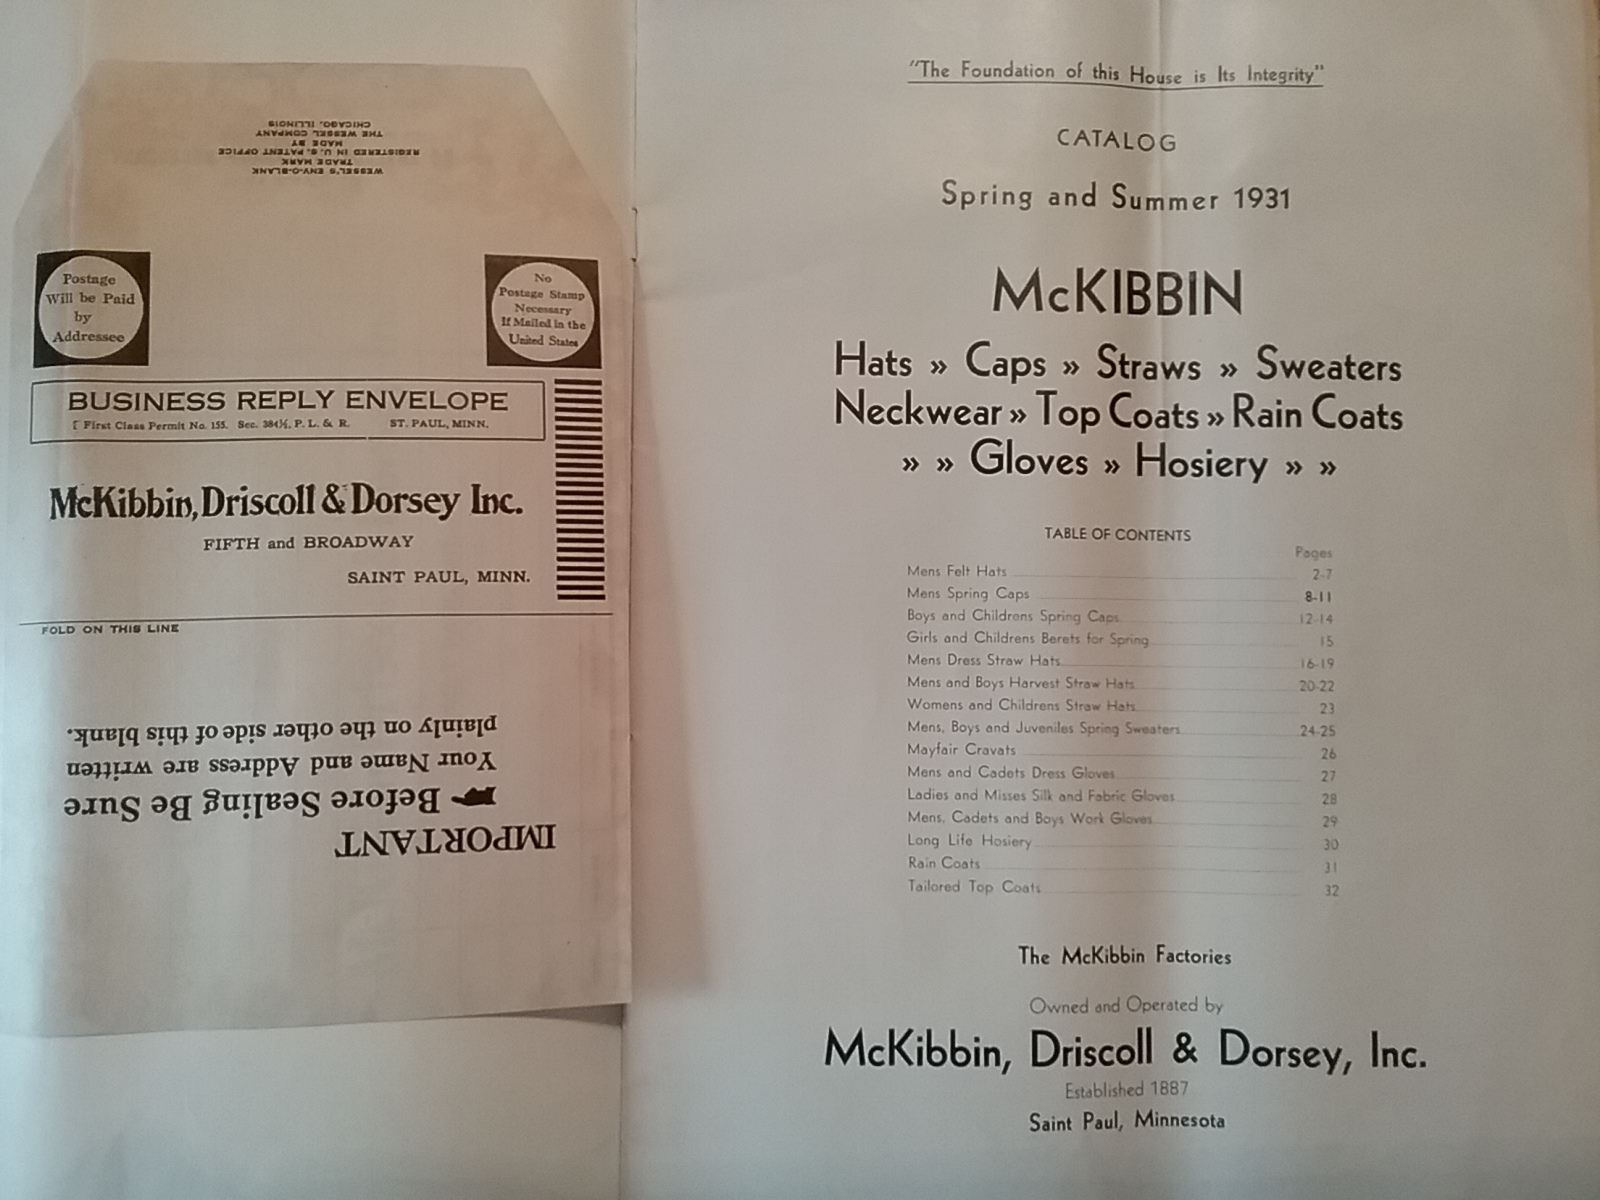 WESSEL'S ENV-O-BLANK
TRADE MARK
REGISTERED IN U. S. PATENT OFFICE
MADE BY
THE WESSEL COMPANY
CHICAGO, ILLINOIS
Postage
Will be Paid
by
Addressee
No
Postage Stamp
Necessary
If Mailed in the
United States
BUSINESS REPLY ENVELOPE
First Class Permit No. 155. Sec. 384½, P. L. & R. ST. PAUL, MINN.
McKibbin, Driscoll & Dorsey Inc.
FIFTH and BROADWAY
SAINT PAUL, MINN.
FOLD ON THIS LINE
IMPORTANT
Before Sealing Be Sure
Your Name and Address are written
plainly on the other side of this blank.
"The Foundation of this House is Its Integrity"
CATALOG
Spring and Summer 1931
McKIBBIN
Hats » Caps » Straws » Sweaters
Neckwear » Top Coats » Rain Coats
» » Gloves » Hosiery » »
TABLE OF CONTENTS
Pages
Mens Felt Hats 2-7
Mens Spring Caps 8-11
Boys and Childrens Spring Caps 12-14
Girls and Childrens Berets for Spring 15
Mens Dress Straw Hats 16-19
Mens and Boys Harvest Straw Hats 20-22
Womens and Childrens Straw Hats 23
Mens, Boys and Juveniles Spring Sweaters 24-25
Mayfair Cravats 26
Mens and Cadets Dress Gloves 27
Ladies and Misses Silk and Fabric Gloves 28
Mens, Cadets and Boys Work Gloves 29
Long Life Hosiery 30
Rain Coats 31
Tailored Top Coats 32
The McKibbin Factories
Owned and Operated by
McKibbin, Driscoll & Dorsey, Inc.
Established 1887
Saint Paul, Minnesota